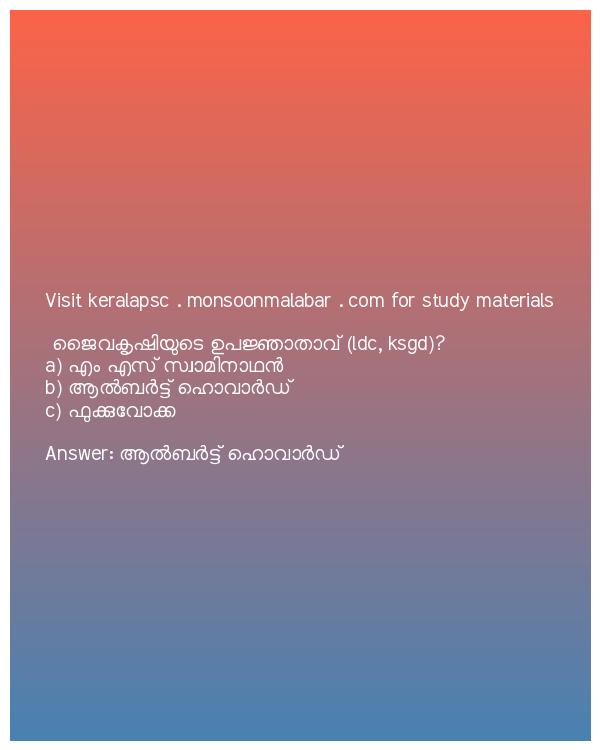 Visit keralapsc . monsoonmalabar . com for study materials
ജൈവകൃഷിയുടെ ഉപജ്ഞാതാവ് (ldc, ksgd)?
a) എം എസ് സ്വാമിനാഥൻ
b) ആൽബർട്ട് ഹൊവാർഡ്
c) ഫുക്കുവോക്ക
Answer: ആൽബർട്ട് ഹൊവാർഡ്